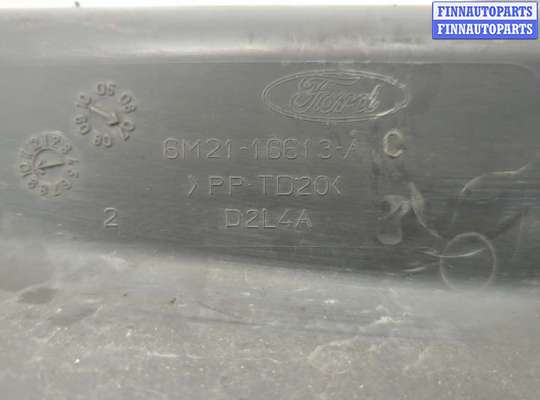 FINNAUTOPARTS
FINNAUTOPARTS
Ford
6M21-16613-A
>PP-TD20<
D2L4A
2